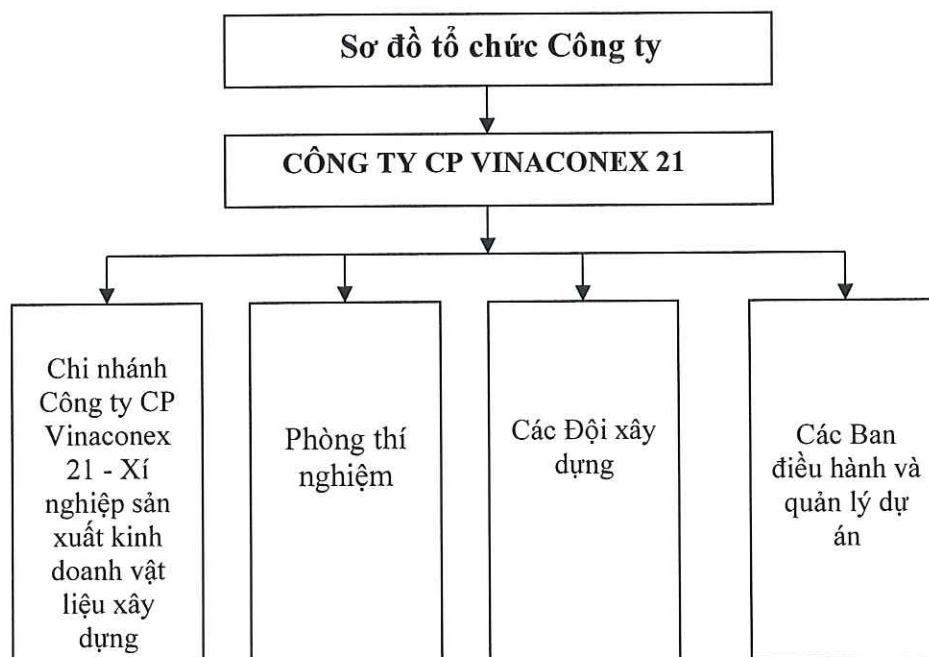 Sơ đồ tổ chức Công ty
CÔNG TY CP VINACONEX 21
Chi nhánh
Công ty CP
Vinaconex
21 - Xí
nghiệp sản
xuất kinh
doanh vật
liệu xây
dựng
Phòng thí
nghiệm
Các Đội xây
dựng
Các Ban
điều hành và
quản lý dự
án